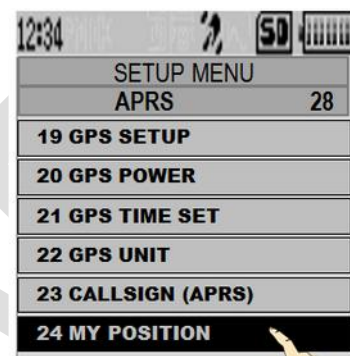 12:34 SD
SETUP MENU
APRS 28
19 GPS SETUP
20 GPS POWER
21 GPS TIME SET
22 GPS UNIT
23 CALLSIGN (APRS)
24 MY POSITION